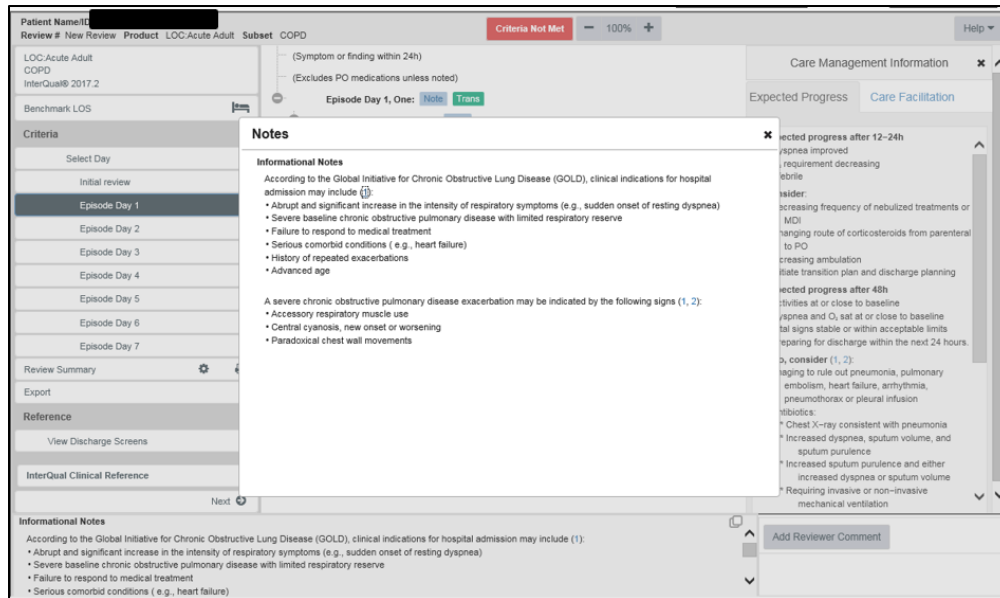 Patient Name/ID
Review # New Review Product LOC:Acute Adult Subset COPD
Criteria Not Met
100%
Help
LOC:Acute Adult
COPD
InterQual® 2017.2
Benchmark LOS
Criteria
Select Day
Initial review
Episode Day 1
Episode Day 2
Episode Day 3
Episode Day 4
Episode Day 5
Episode Day 6
Episode Day 7
Review Summary
Export
Reference
View Discharge Screens
InterQual Clinical Reference
Next
(Symptom or finding within 24h)
(Excludes PO medications unless noted)
Episode Day 1, One: Note Trans
Notes
Informational Notes
According to the Global Initiative for Chronic Obstructive Lung Disease (GOLD), clinical indications for hospital
admission may include (1):
• Abrupt and significant increase in the intensity of respiratory symptoms (e.g., sudden onset of resting dyspnea)
• Severe baseline chronic obstructive pulmonary disease with limited respiratory reserve
• Failure to respond to medical treatment
• Serious comorbid conditions ( e.g., heart failure)
• History of repeated exacerbations
• Advanced age
A severe chronic obstructive pulmonary disease exacerbation may be indicated by the following signs (1, 2):
• Accessory respiratory muscle use
• Central cyanosis, new onset or worsening
• Paradoxical chest wall movements
Care Management Information
Expected Progress Care Facilitation
progress after 12–24h
improved
requirement decreasing
frequency of nebulized treatments or
MDI
route of corticosteroids from parenteral
to PO
ambulation
transition plan and discharge planning
progress after 48h
at or close to baseline
and O₂ sat at or close to baseline
signs stable or within acceptable limits
for discharge within the next 24 hours.
consider (1, 2):
to rule out pneumonia, pulmonary
embolism, heart failure, arrhythmia,
pneumothorax or pleural infusion
* Chest X–ray consistent with pneumonia
* Increased dyspnea, sputum volume, and
sputum purulence
* Increased sputum purulence and either
increased dyspnea or sputum volume
* Requiring invasive or non–invasive
mechanical ventilation
Informational Notes
According to the Global Initiative for Chronic Obstructive Lung Disease (GOLD), clinical indications for hospital admission may include (1):
• Abrupt and significant increase in the intensity of respiratory symptoms (e.g., sudden onset of resting dyspnea)
• Severe baseline chronic obstructive pulmonary disease with limited respiratory reserve
• Failure to respond to medical treatment
• Serious comorbid conditions ( e.g., heart failure)
Add Reviewer Comment